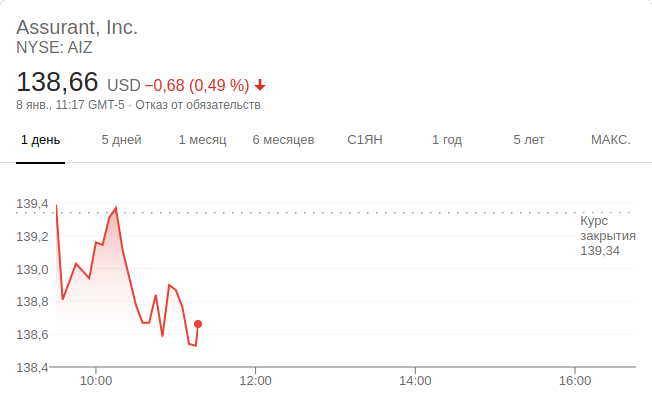 Assurant, Inc.
NYSE: AIZ
138,66 USD −0,68 (0,49 %)
8 янв., 11:17 GMT-5 · Отказ от обязательств
1 день 5 дней 1 месяц 6 месяцев С1ЯН 1 год 5 лет МАКС.
139,4
Курс
закрытия
139,34
139,2
139,0
138,8
138,6
138,4
10:00 12:00 14:00 16:00